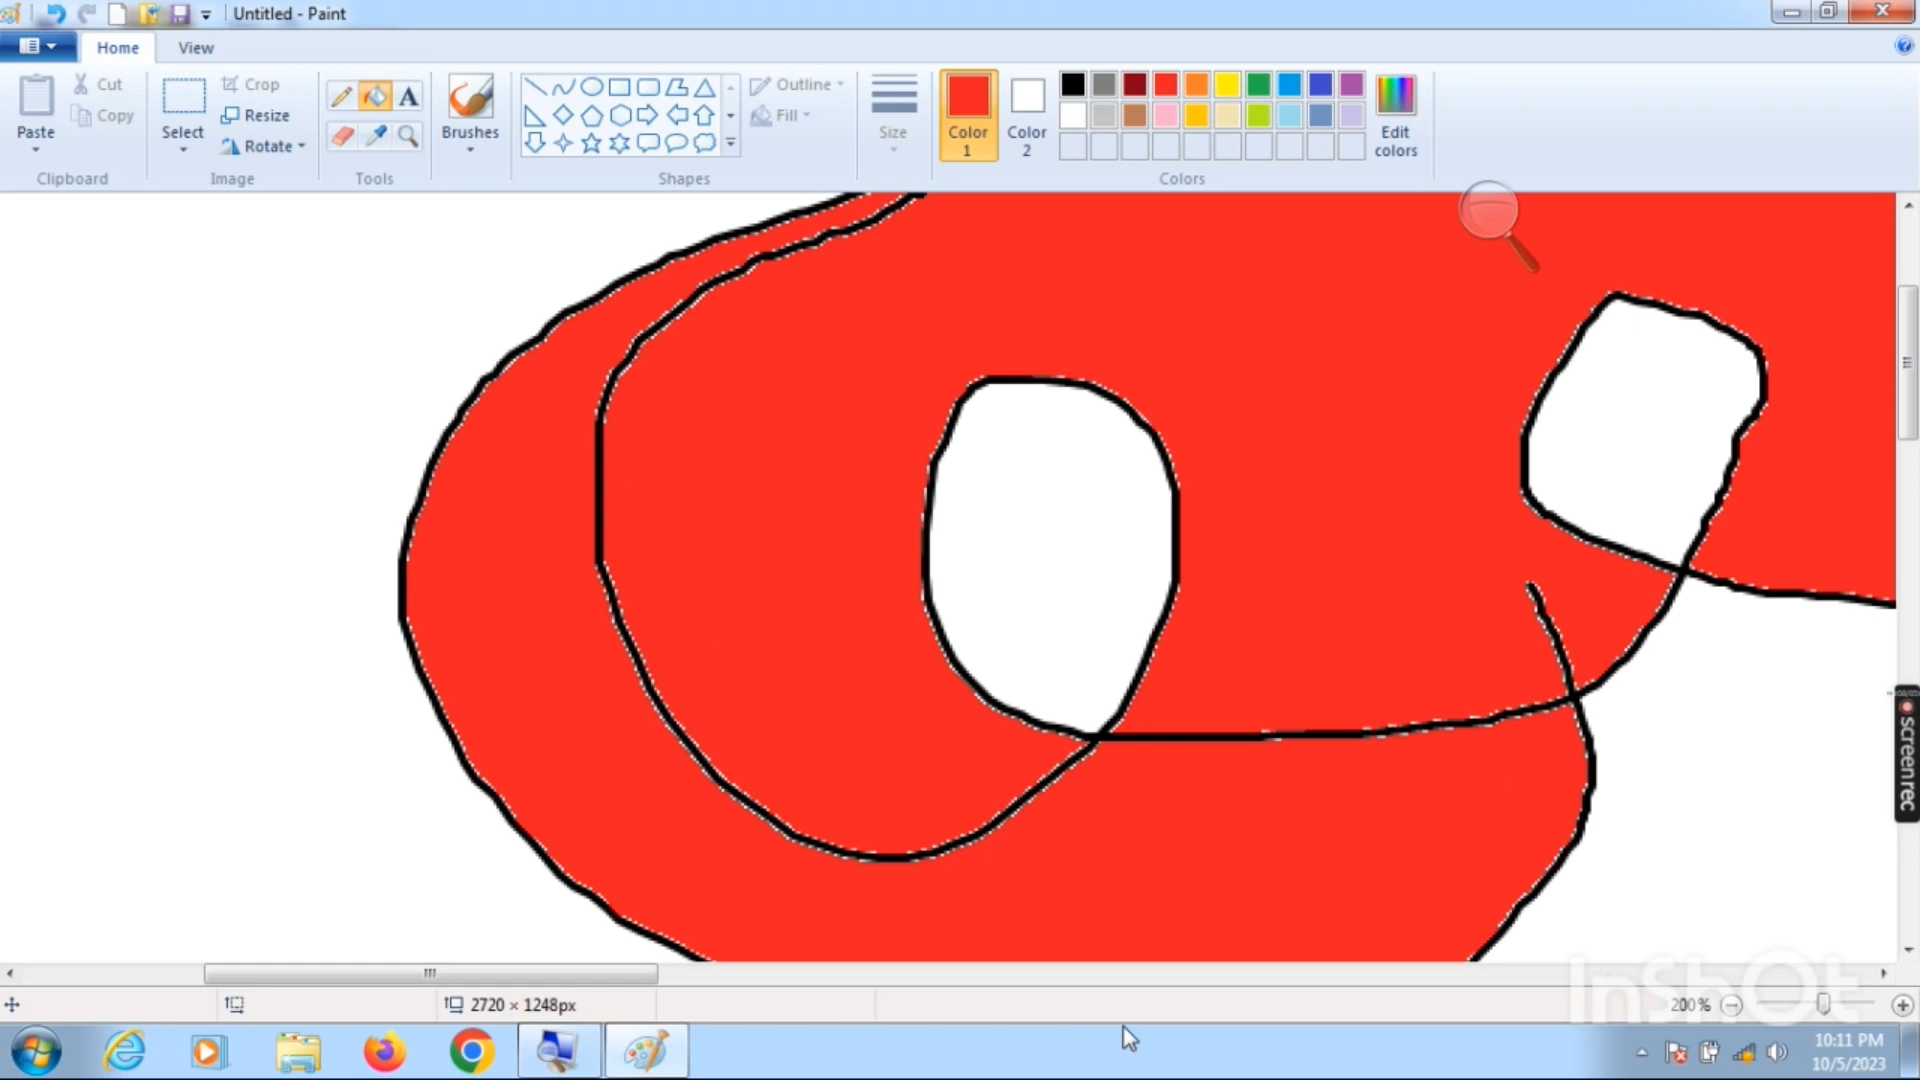 Untitled - Paint
Home
View
Paste
Cut
Copy
Clipboard
Select
Crop
Resize
Rotate
Image
Tools
Brushes
Shapes
Outline
Fill
Size
Color
1
Color
2
Edit
colors
Colors
screenrec
InShOt
2720 × 1248px
200%
10:11 PM
10/5/2023